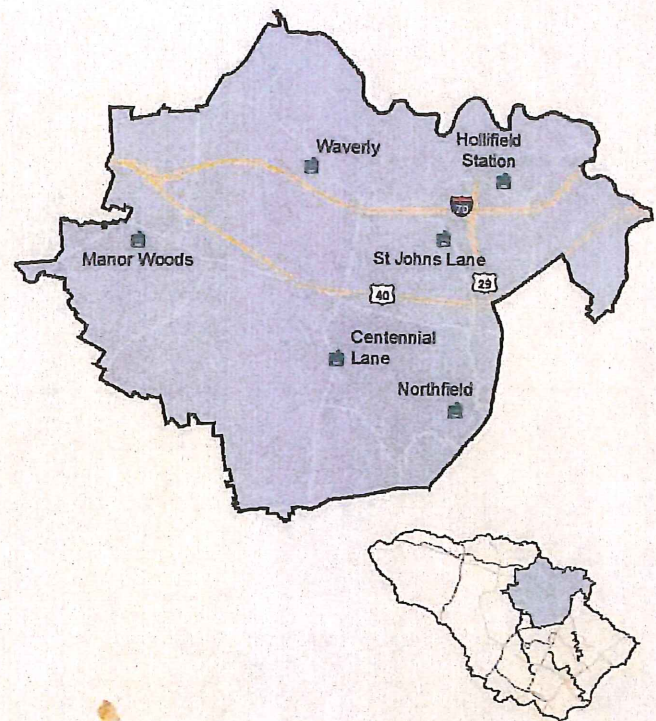 Waverly
Hollifield
Station
70
Manor Woods
St Johns Lane
29
40
Centennial
Lane
Northfield